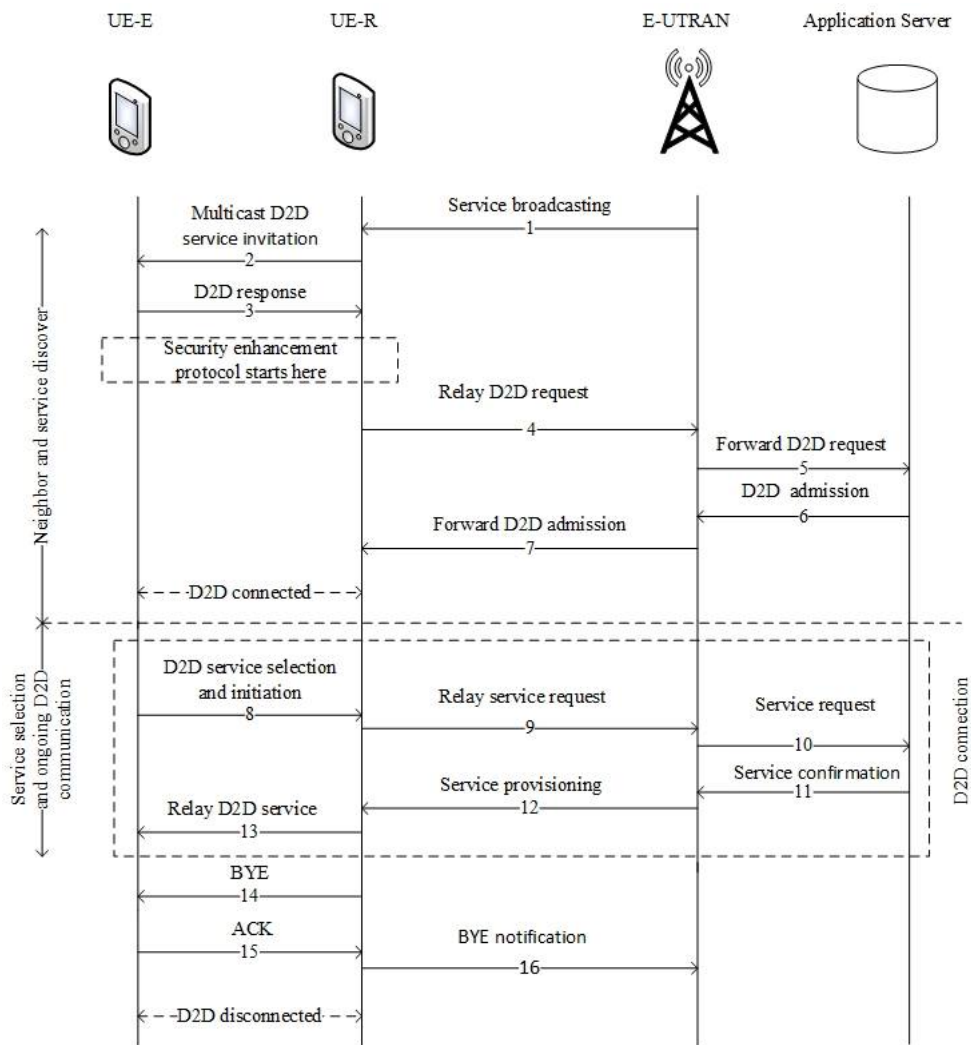 UE-E
UE-R
E-UTRAN
Application Server
Service broadcasting
1
Multicast D2D
service invitation
2
D2D response
3
Security enhancement
protocol starts here
Relay D2D request
4
Forward D2D request
5
D2D admission
6
Forward D2D admission
7
D2D connected
Neighbor and service discover
D2D service selection
and initiation
8
Relay service request
9
Service request
10
Service confirmation
11
Service provisioning
12
Relay D2D service
13
Service selection
and ongoing D2D
communication
D2D connection
BYE
14
ACK
15
BYE notification
16
D2D disconnected